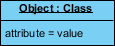 Object : Class
attribute = value